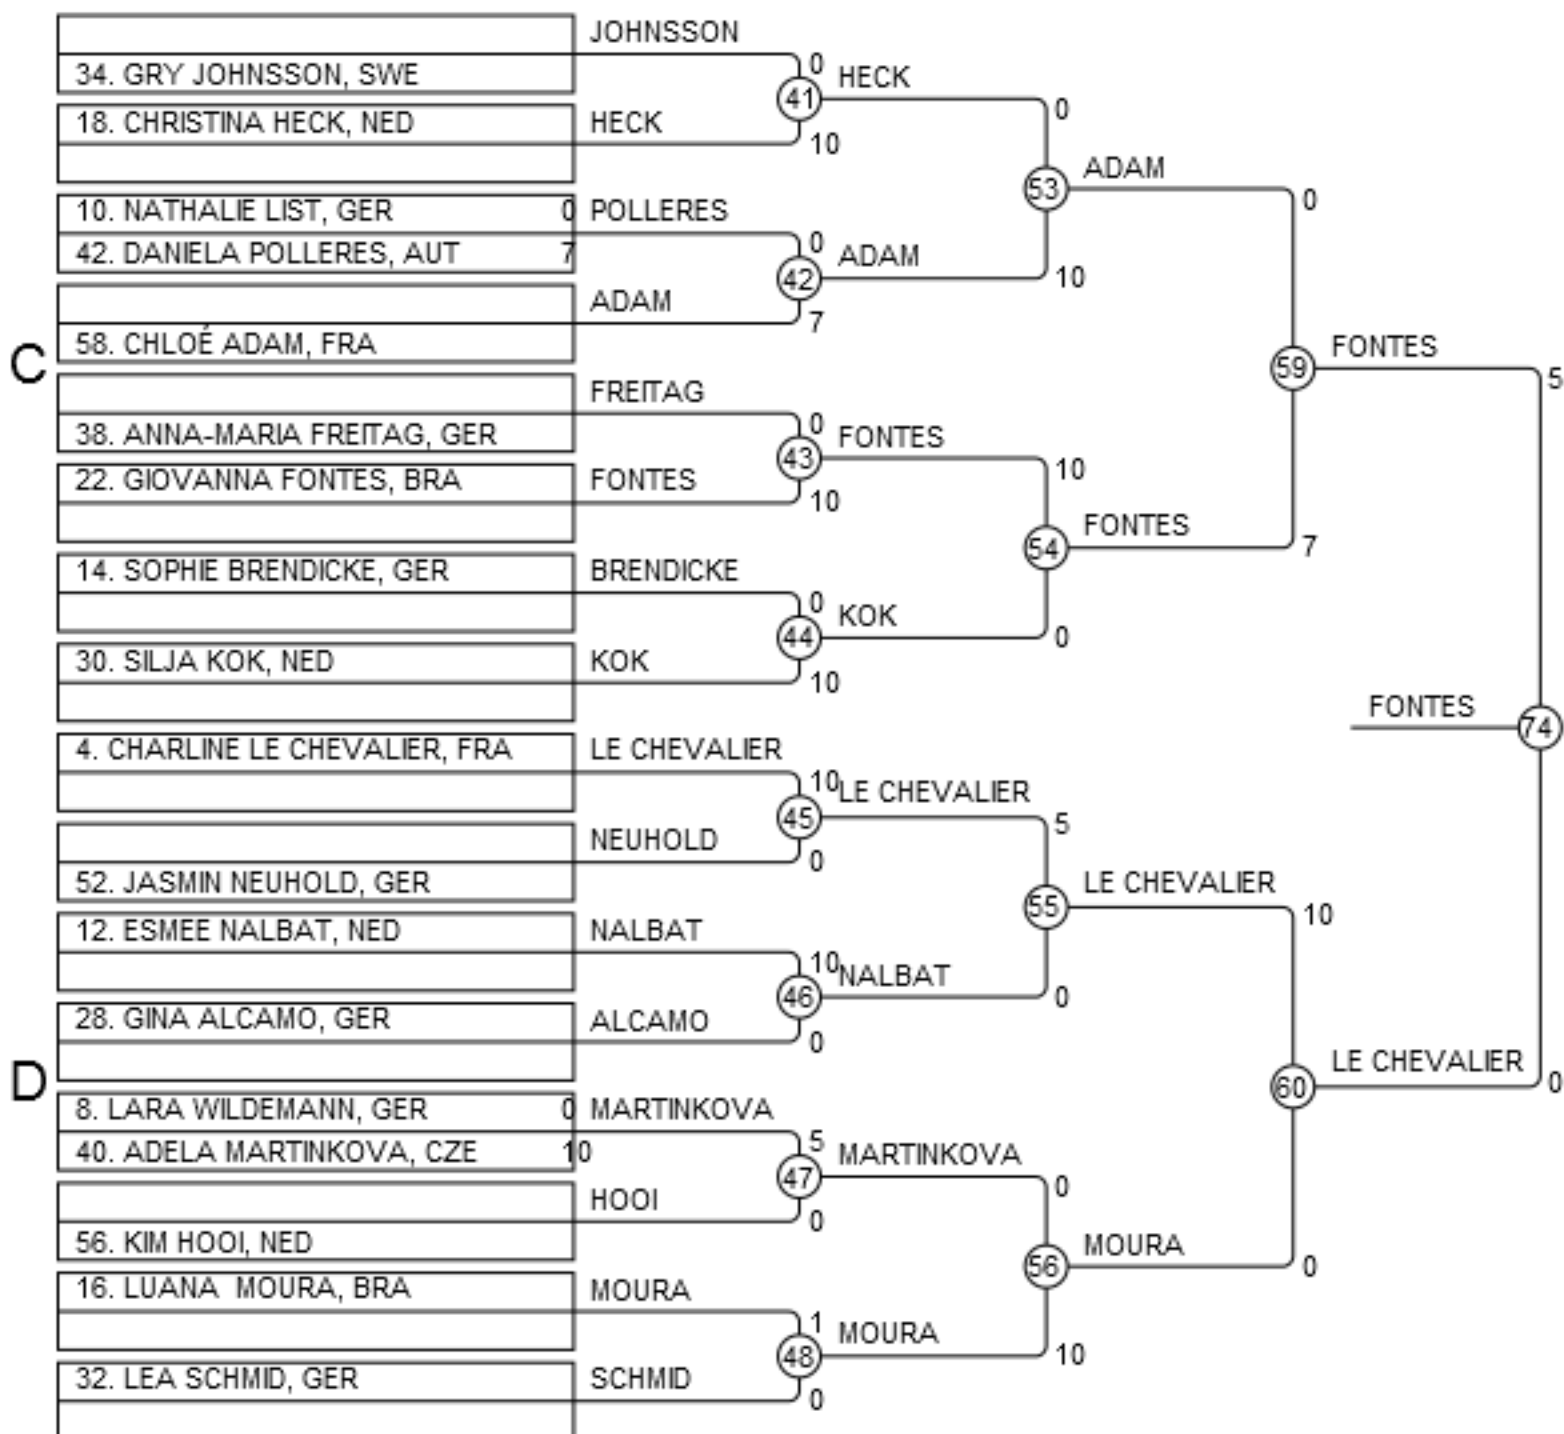 JOHNSSON
34. GRY JOHNSSON, SWE
0
HECK
41
0
18. CHRISTINA HECK, NED
HECK
10
53
ADAM
0
10. NATHALIE LIST, GER 0
POLLERES
42. DANIELA POLLERES, AUT 7
0
ADAM
42
10
ADAM
7
58. CHLOÉ ADAM, FRA
C
59
FONTES
5
FREITAG
38. ANNA-MARIA FREITAG, GER
0
FONTES
43
10
22. GIOVANNA FONTES, BRA
FONTES
10
54
FONTES
7
14. SOPHIE BRENDICKE, GER
BRENDICKE
0
KOK
44
0
30. SILJA KOK, NED
KOK
10
FONTES
74
4. CHARLINE LE CHEVALIER, FRA
LE CHEVALIER
10
LE CHEVALIER
45
5
NEUHOLD
0
52. JASMIN NEUHOLD, GER
55
LE CHEVALIER
10
12. ESMEE NALBAT, NED
NALBAT
10
NALBAT
46
0
28. GINA ALCAMO, GER
ALCAMO
0
D
60
LE CHEVALIER
0
8. LARA WILDEMANN, GER 0
MARTINKOVA
40. ADELA MARTINKOVA, CZE 10
5
MARTINKOVA
47
0
HOOI
0
56. KIM HOOI, NED
56
MOURA
0
16. LUANA  MOURA, BRA
MOURA
1
MOURA
48
10
32. LEA SCHMID, GER
SCHMID
0